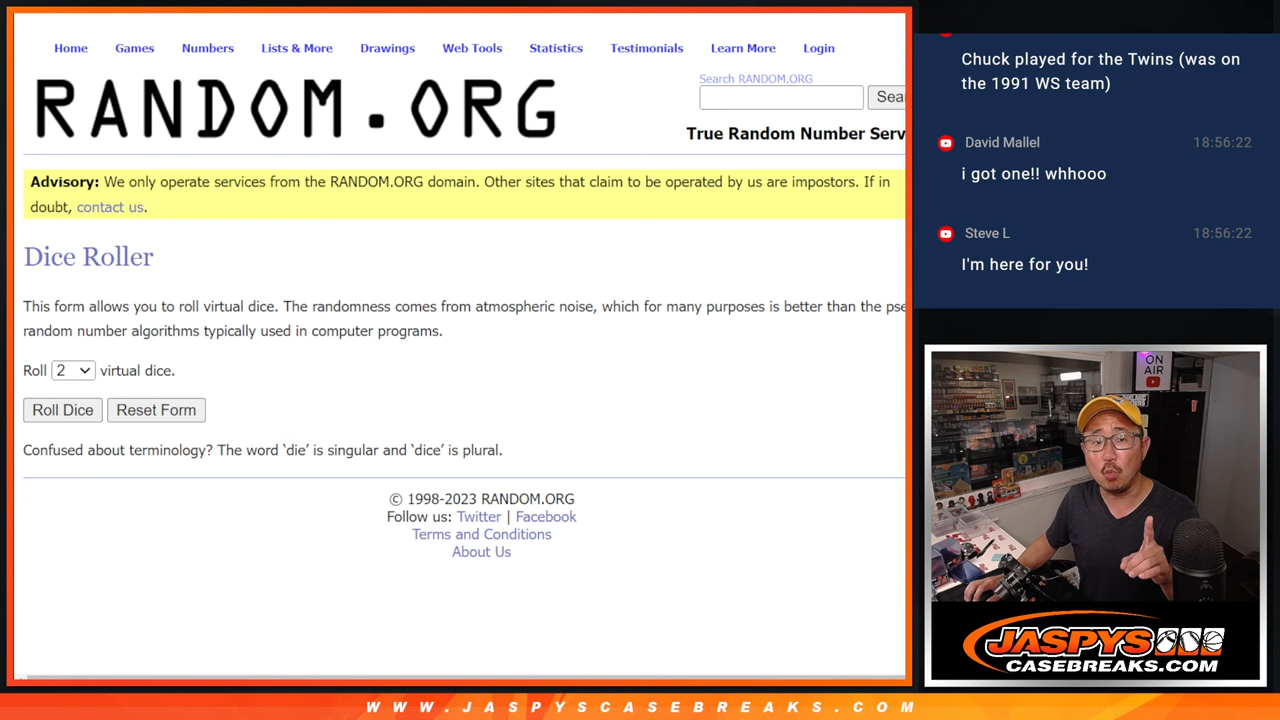 Home Games Numbers Lists & More Drawings Web Tools Statistics Testimonials Learn More Login
RANDOM.ORG
Search RANDOM.ORG
Sea
True Random Number Serv
Advisory: We only operate services from the RANDOM.ORG domain. Other sites that claim to be operated by us are impostors. If in
doubt, contact us.
Dice Roller
This form allows you to roll virtual dice. The randomness comes from atmospheric noise, which for many purposes is better than the pse
random number algorithms typically used in computer programs.
Roll 2 virtual dice.
Roll Dice Reset Form
Confused about terminology? The word ‘die’ is singular and ‘dice’ is plural.
© 1998-2023 RANDOM.ORG
Follow us: Twitter | Facebook
Terms and Conditions
About Us
Chuck played for the Twins (was on
the 1991 WS team)
David Mallel 18:56:22
i got one!! whhooo
Steve L 18:56:22
I'm here for you!
ON
AIR
JASPYS
CASEBREAKS.COM
WWW.JASPYSCASEBREAKS.COM